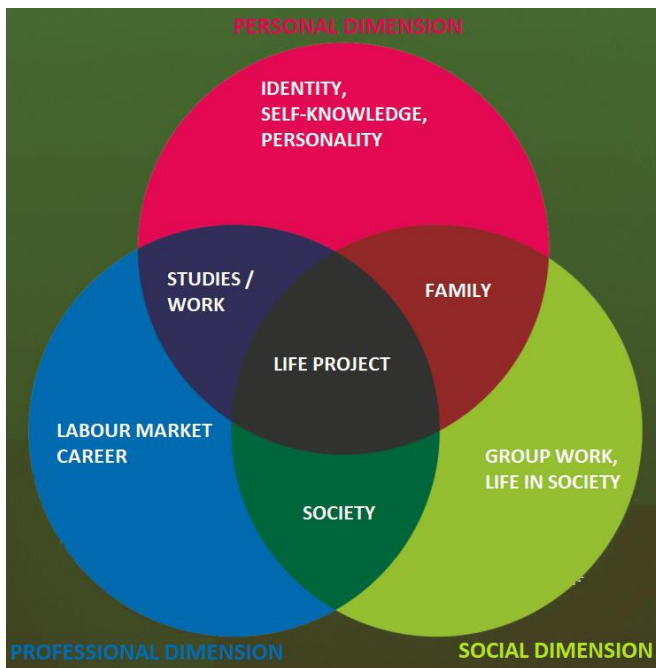 PERSONAL DIMENSION
IDENTITY,
SELF-KNOWLEDGE,
PERSONALITY
STUDIES /
WORK
FAMILY
LIFE PROJECT
LABOUR MARKET
CAREER
GROUP WORK,
LIFE IN SOCIETY
SOCIETY
PROFESSIONAL DIMENSION
SOCIAL DIMENSION